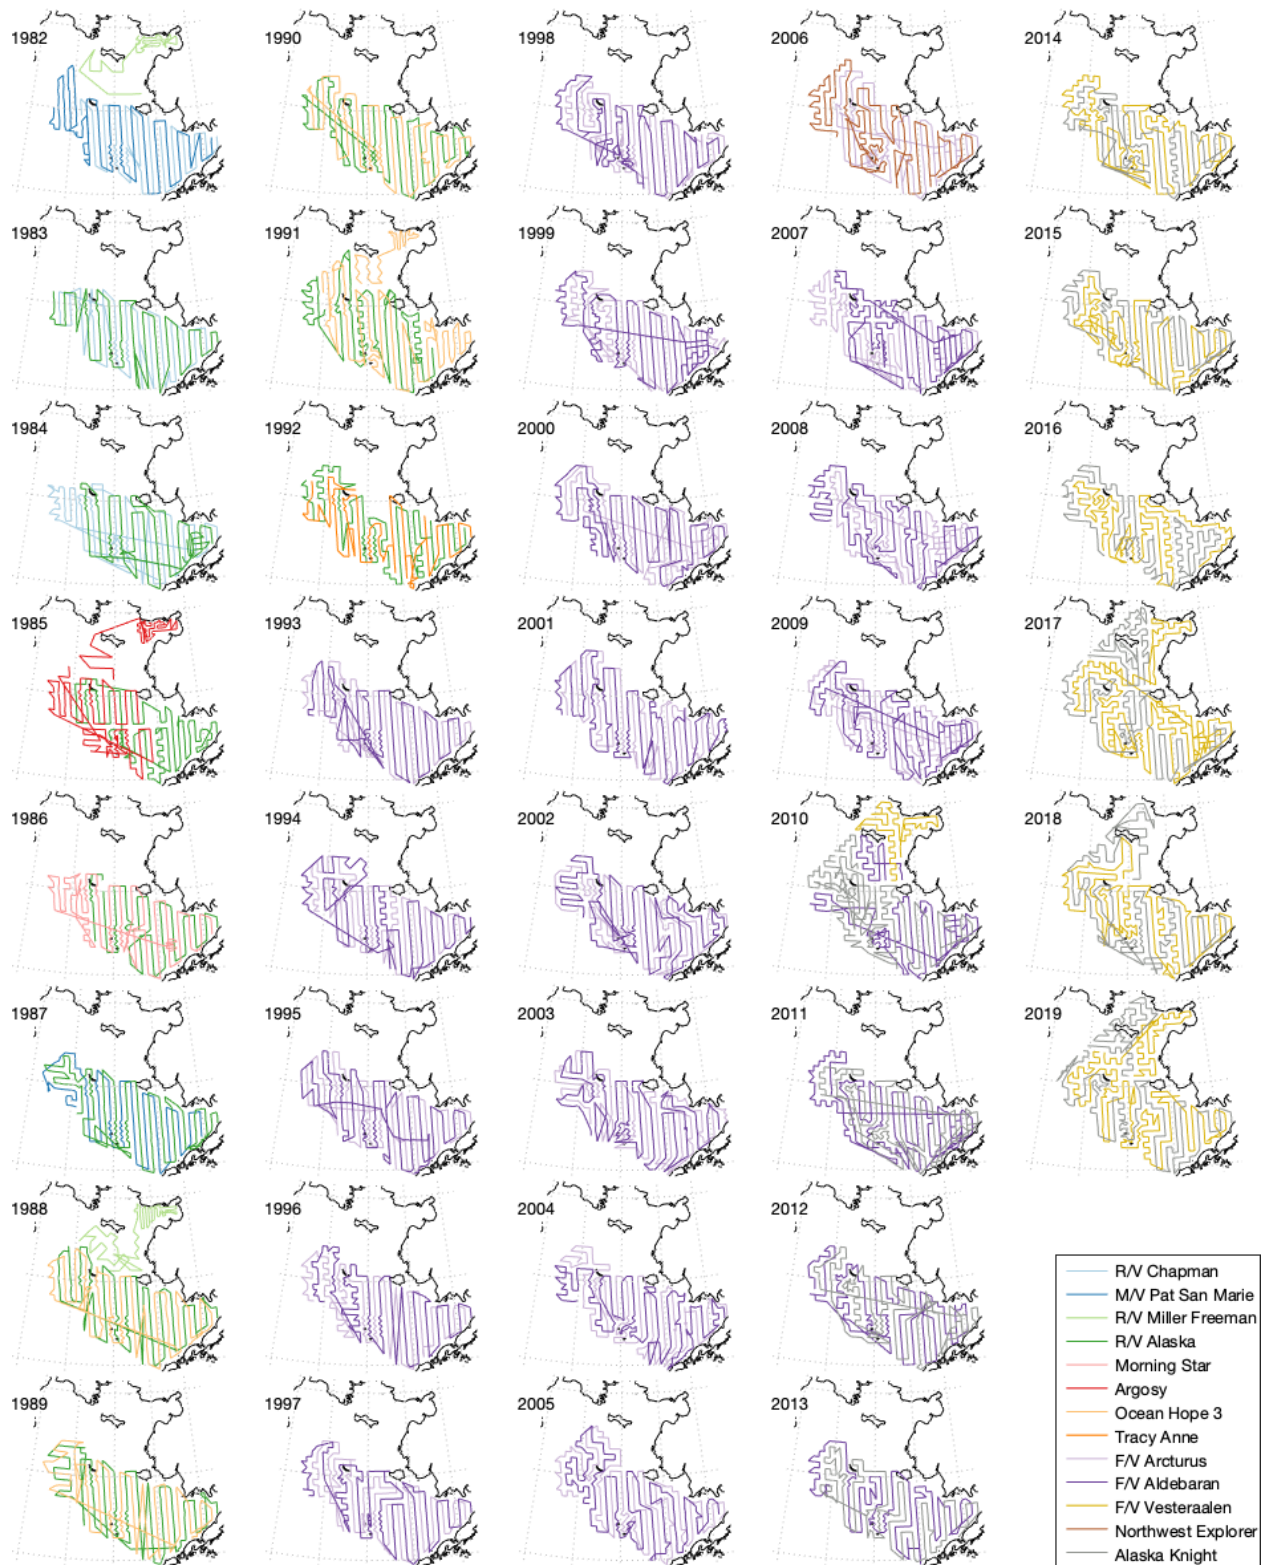 1982
1990
1998
2006
2014
1983
1991
1999
2007
2015
1984
1992
2000
2008
2016
1985
1993
2001
2009
2017
1986
1994
2002
2010
2018
1987
1995
2003
2011
2019
1988
1996
2004
2012
1989
1997
2005
2013
R/V Chapman
M/V Pat San Marie
R/V Miller Freeman
R/V Alaska
Morning Star
Argosy
Ocean Hope 3
Tracy Anne
F/V Arcturus
F/V Aldebaran
F/V Vesteraalen
Northwest Explorer
Alaska Knight